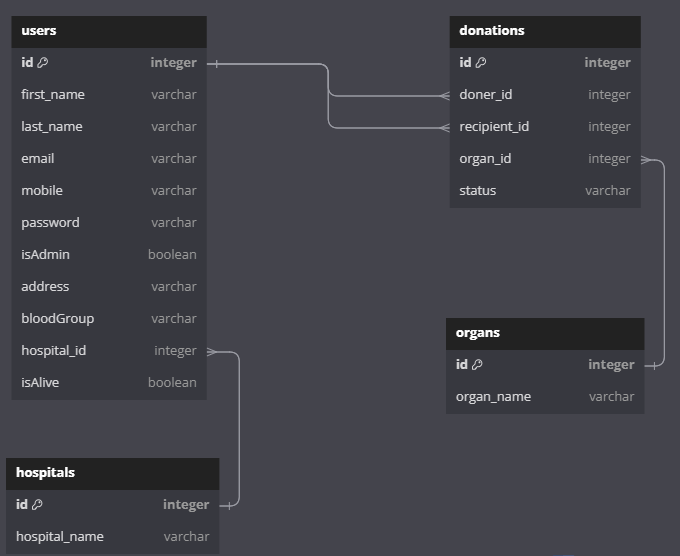 users
id integer
first_name varchar
last_name varchar
email varchar
mobile varchar
password varchar
isAdmin boolean
address varchar
bloodGroup varchar
hospital_id integer
isAlive boolean
donations
id integer
doner_id integer
recipient_id integer
organ_id integer
status varchar
organs
id integer
organ_name varchar
hospitals
id integer
hospital_name varchar